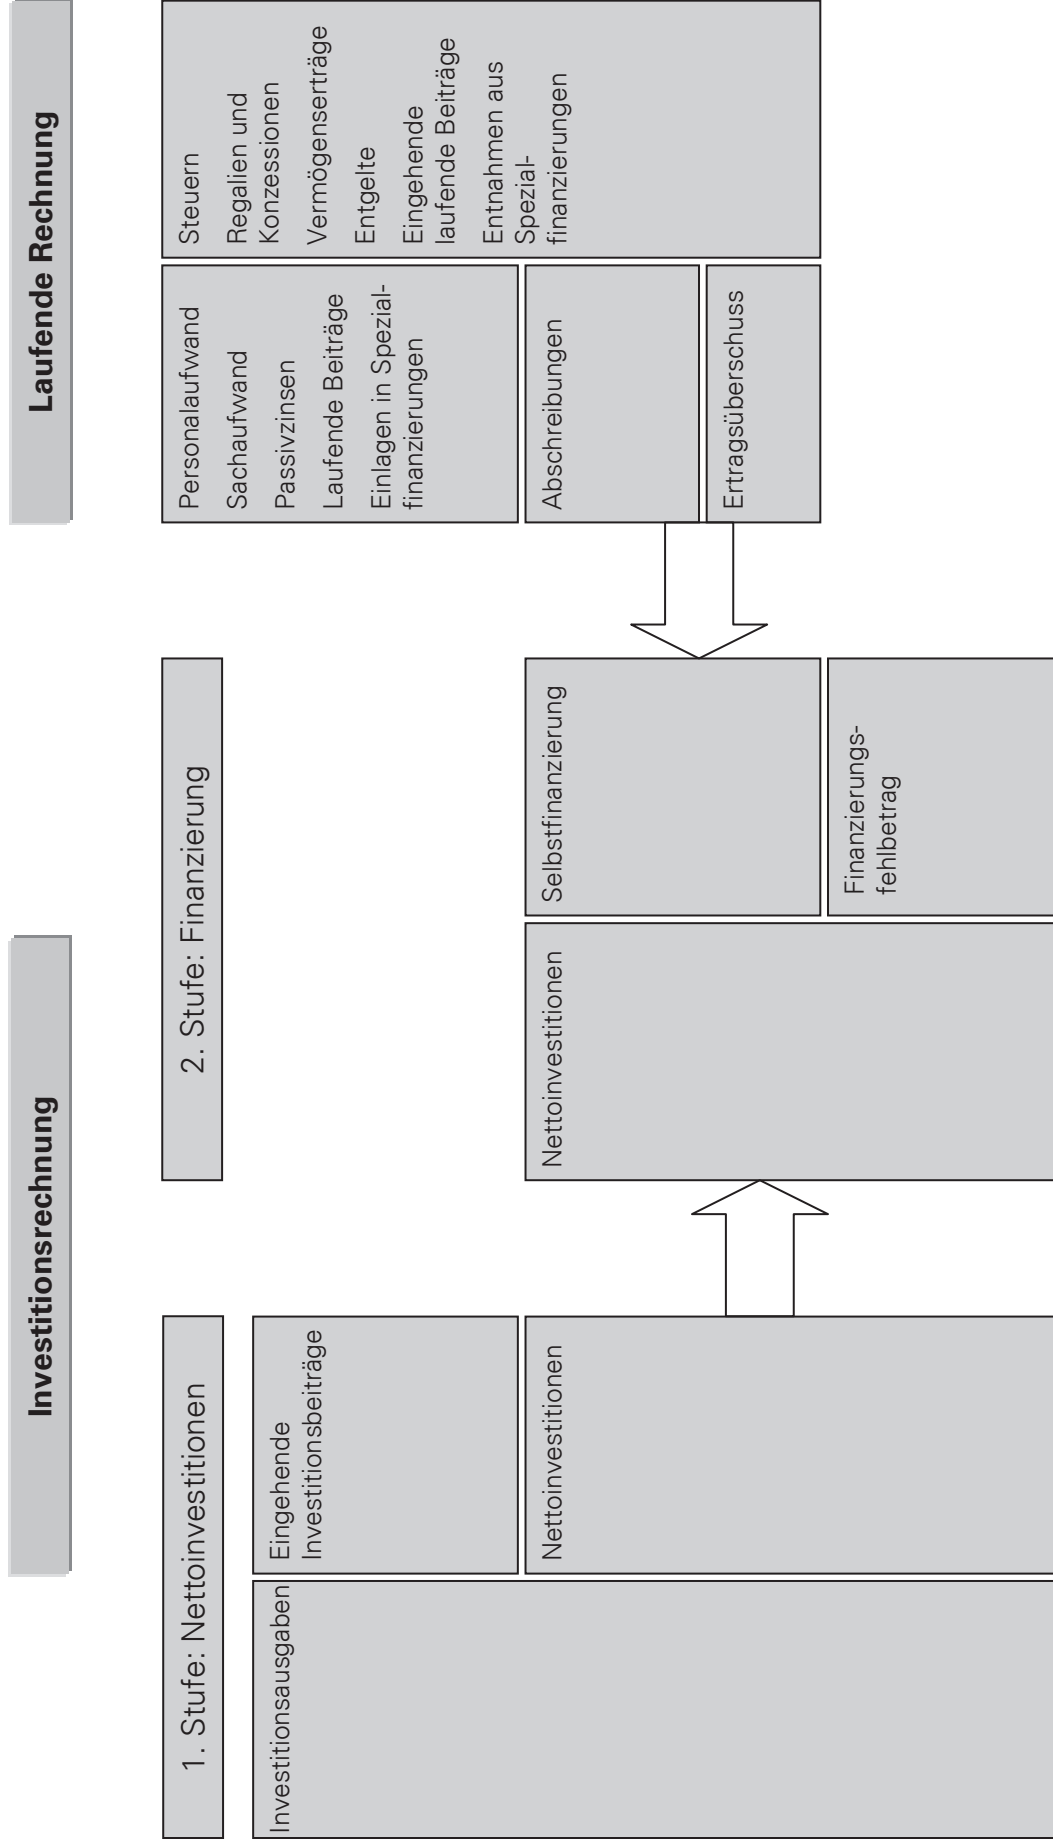 Investitionsrechnung
Laufende Rechnung
1. Stufe: Nettoinvestitionen
2. Stufe: Finanzierung
Investitionsausgaben
Eingehende
Investitionsbeiträge
Nettoinvestitionen
Nettoinvestitionen
Selbstfinanzierung
Finanzierungs-
fehlbetrag
Personalaufwand
Sachaufwand
Passivzinsen
Laufende Beiträge
Einlagen in Spezial-
finanzierungen
Abschreibungen
Ertragsüberschuss
Steuern
Regalien und
Konzessionen
Vermögenserträge
Entgelte
Eingehende
laufende Beiträge
Entnahmen aus
Spezial-
finanzierungen